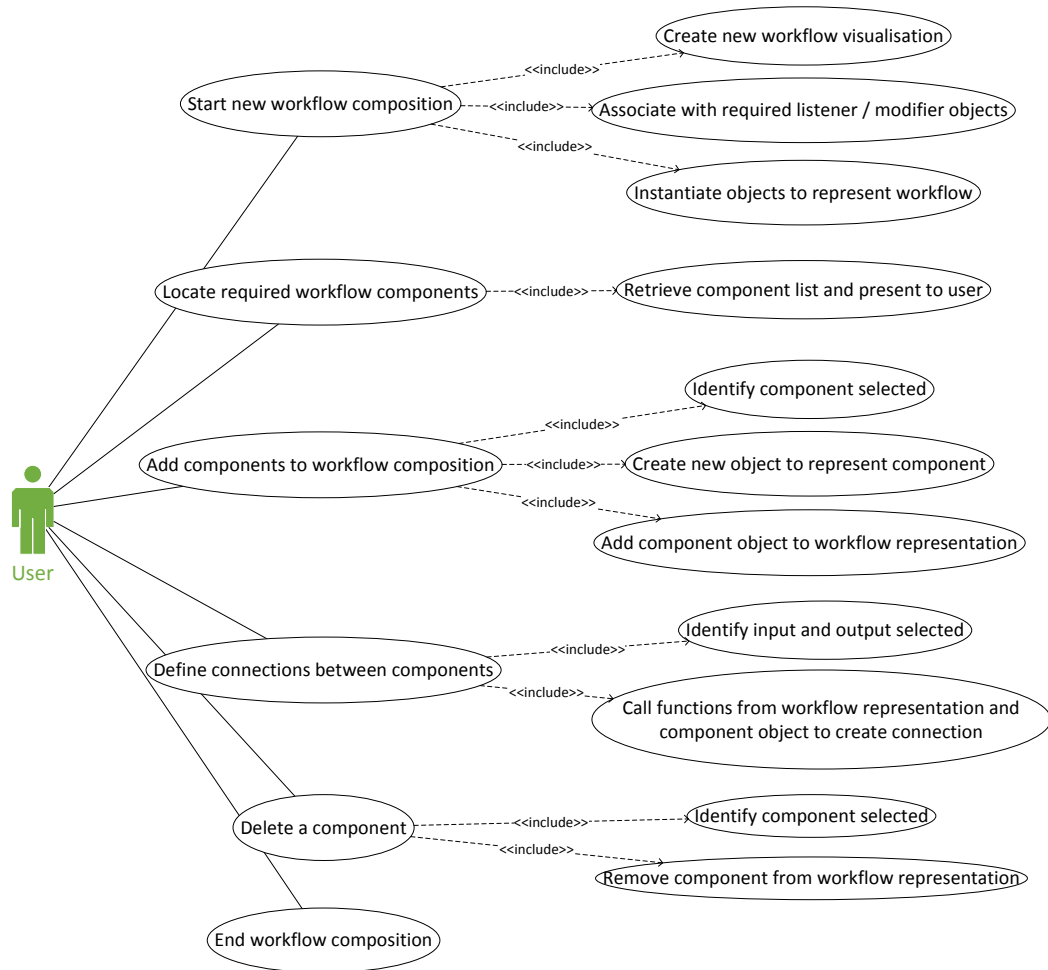 Create new workflow visualisation
<<include>>
Start new workflow composition
<<include>>
Associate with required listener / modifier objects
<<include>>
Instantiate objects to represent workflow
Locate required workflow components
<<include>>
Retrieve component list and present to user
Identify component selected
<<include>>
Add components to workflow composition
<<include>>
Create new object to represent component
<<include>>
Add component object to workflow representation
User
Identify input and output selected
<<include>>
Define connections between components
<<include>>
Call functions from workflow representation and
component object to create connection
Delete a component
<<include>>
Identify component selected
<<include>>
Remove component from workflow representation
End workflow composition